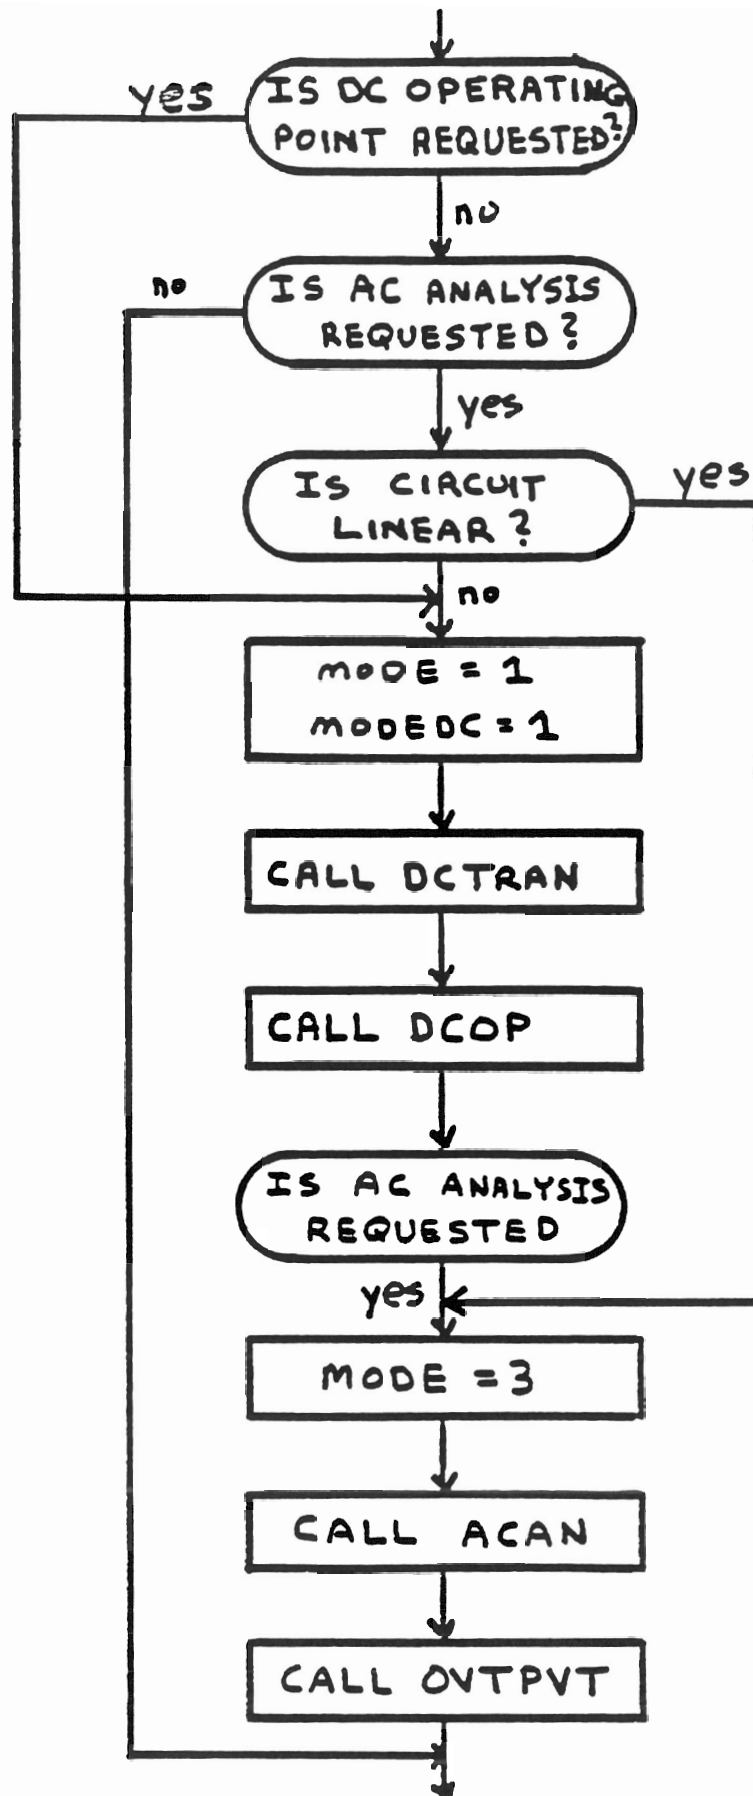 IS DC OPERATING
POINT REQUESTED?
yes
no
IS AC ANALYSIS
REQUESTED?
no
yes
IS CIRCUIT
LINEAR?
yes
no
MODE = 1
MODEDC = 1
CALL DCTRAN
CALL DCOP
IS AC ANALYSIS
REQUESTED
yes
MODE = 3
CALL ACAN
CALL OVTPVT